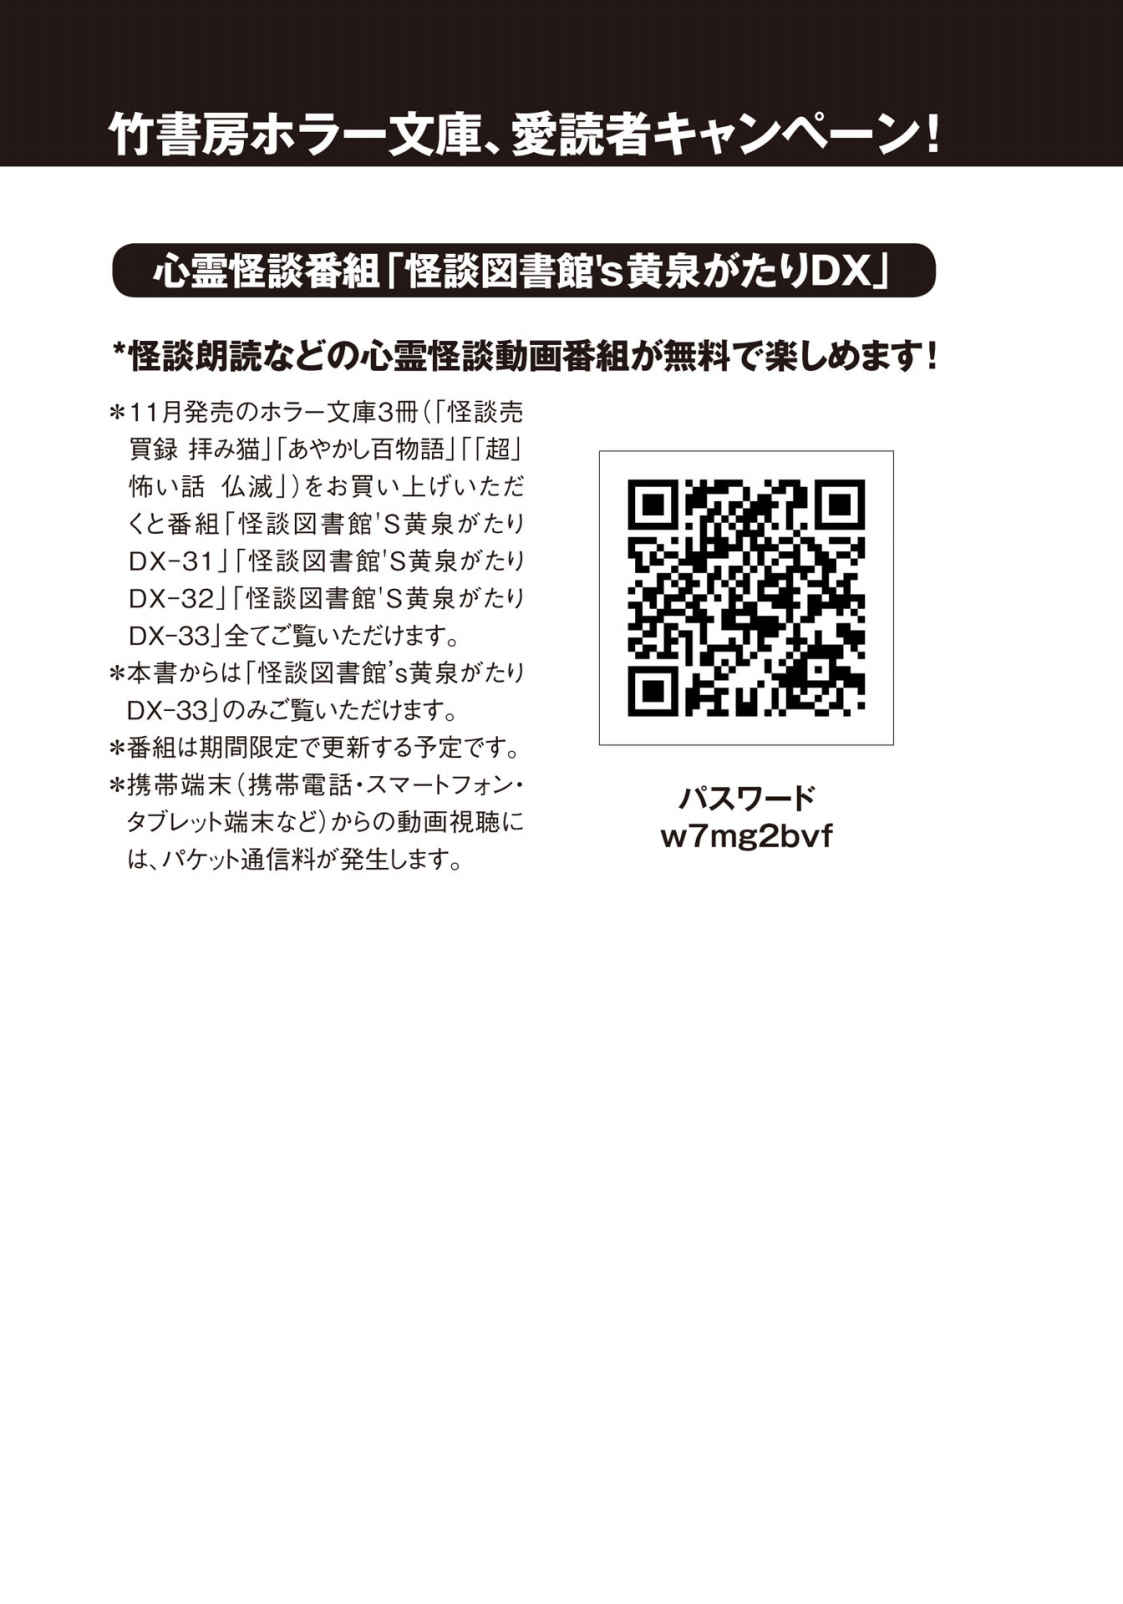 竹書房ホラー文庫、愛読者キャンペーン！
心霊怪談番組「怪談図書館's黄泉がたりDX」
*怪談朗読などの心霊怪談動画番組が無料で楽しめます！
＊11月発売のホラー文庫3冊（「怪談売
買録 拝み猫」「あやかし百物語」「「超」
怖い話 仏滅」）をお買い上げいただ
くと番組「怪談図書館'S黄泉がたり
DX-31」「怪談図書館'S黄泉がたり
DX-32」「怪談図書館'S黄泉がたり
DX-33」全てご覧いただけます。
＊本書からは「怪談図書館’s黄泉がたり
DX-33」のみご覧いただけます。
＊番組は期間限定で更新する予定です。
＊携帯端末（携帯電話・スマートフォン・
タブレット端末など）からの動画視聴に
は、パケット通信料が発生します。
パスワード
w7mg2bvf